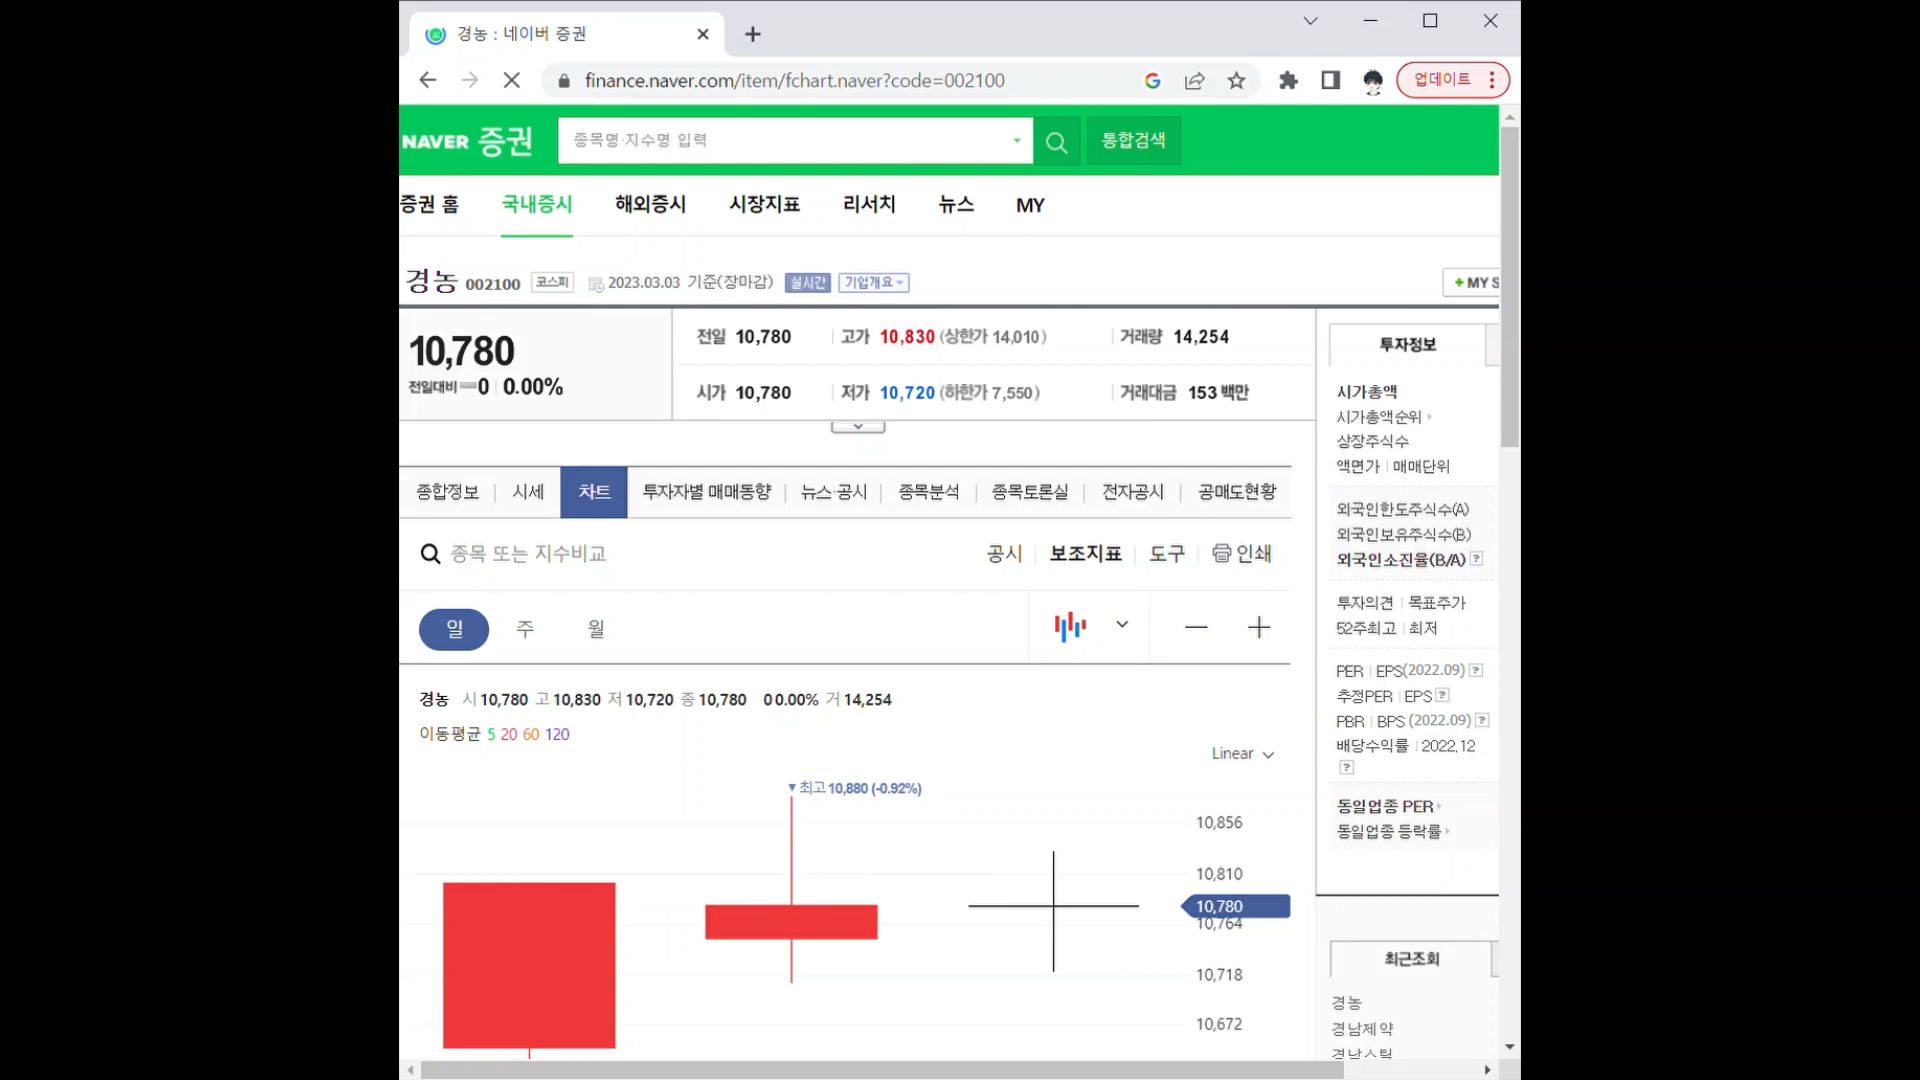 경농 : 네이버 증권
finance.naver.com/item/fchart.naver?code=002100
업데이트
NAVER 증권
종목명·지수명 입력
통합검색
증권 홈 국내증시 해외증시 시장지표 리서치 뉴스 MY
경농 002100 코스피 2023.03.03 기준(장마감) 실시간 기업개요
+ MY S
10,780
전일대비 0 0.00%
전일 10,780 고가 10,830 (상한가 14,010) 거래량 14,254
시가 10,780 저가 10,720 (하한가 7,550) 거래대금 153 백만
종합정보 시세 차트 투자자별 매매동향 뉴스·공시 종목분석 종목토론실 전자공시 공매도현황
종목 또는 지수비교
공시 보조지표 도구 인쇄
일 주 월
경농 시 10,780 고 10,830 저 10,720 종 10,780 0 0.00% 거 14,254
이동평균 5 20 60 120
Linear
최고 10,880 (-0.92%)
10,856
10,810
10,780
10,764
10,718
10,672
투자정보
시가총액
시가총액순위
상장주식수
액면가 | 매매단위
외국인한도주식수(A)
외국인보유주식수(B)
외국인소진율(B/A) ?
투자의견 | 목표주가
52주최고 | 최저
PER | EPS(2022.09) ?
추정PER | EPS ?
PBR | BPS (2022.09) ?
배당수익률 | 2022.12
?
동일업종 PER
동일업종 등락률
최근조회
경농
경남제약
경남스틸